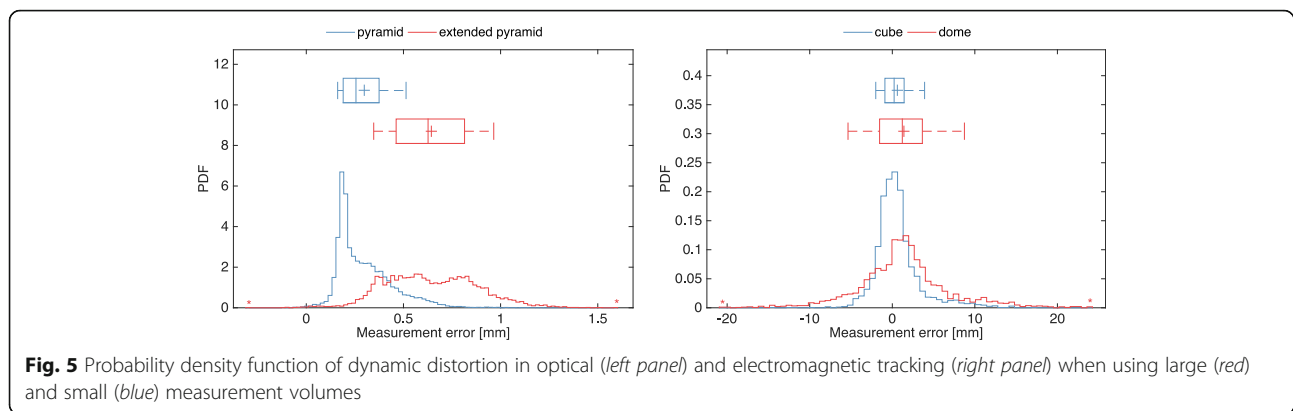 pyramid extended pyramid
12
10
8
6
4
2
0
PDF
0 0.5 1 1.5
Measurement error [mm]
cube dome
0.4
0.35
0.3
0.25
0.2
0.15
0.1
0.05
0
PDF
-20 -10 0 10 20
Measurement error [mm]
Fig. 5 Probability density function of dynamic distortion in optical (left panel) and electromagnetic tracking (right panel) when using large (red)
and small (blue) measurement volumes